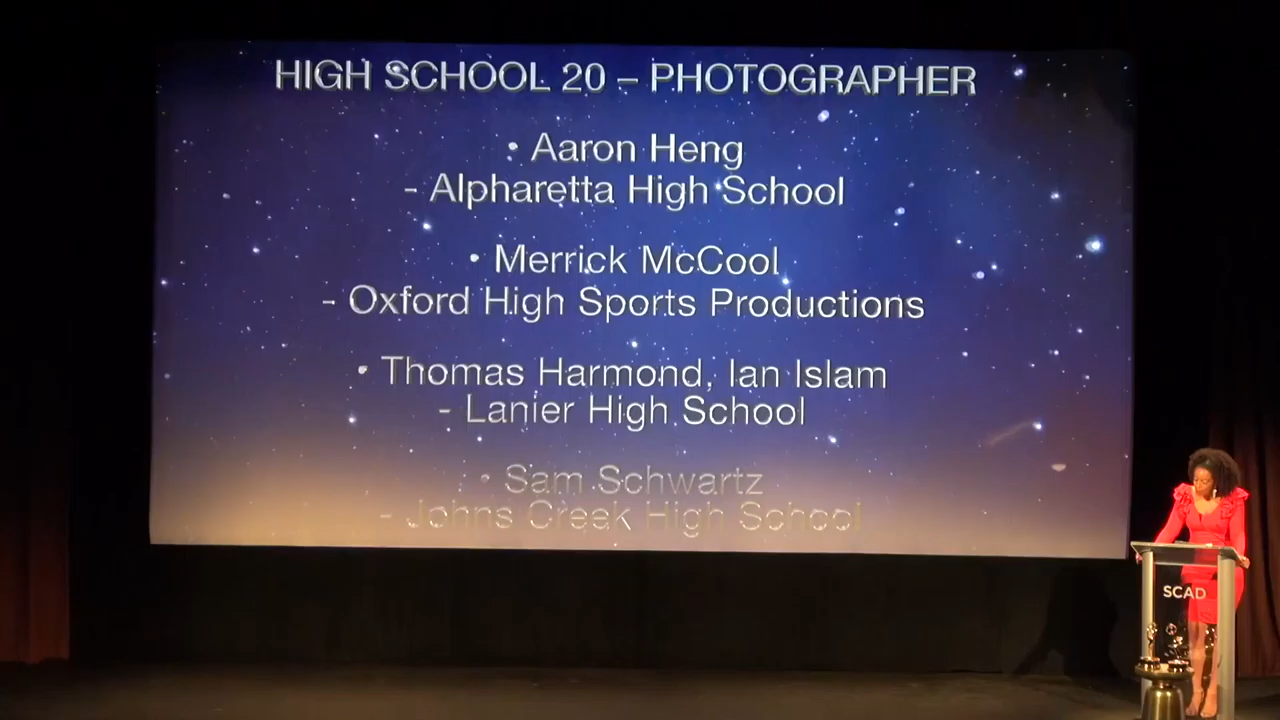 HIGH SCHOOL 20 – PHOTOGRAPHER
• Aaron Heng
- Alpharetta High School
• Merrick McCool
- Oxford High Sports Productions
• Thomas Harmond, Ian Islam
- Lanier High School
• Sam Schwartz
- Johns Creek High School
SCAD